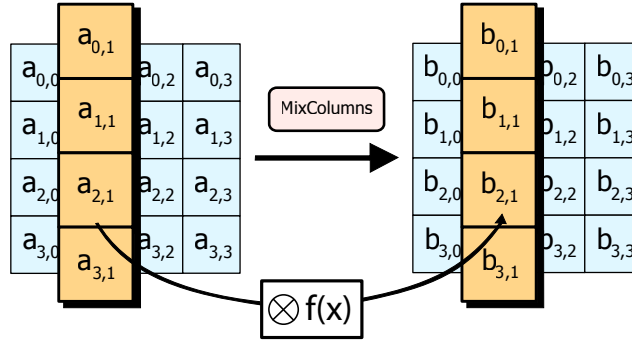 a0,0 a0,1 a0,2 a0,3
a1,0 a1,1 a1,2 a1,3
a2,0 a2,1 a2,2 a2,3
a3,0 a3,1 a3,2 a3,3
MixColumns
b0,0 b0,1 b0,2 b0,3
b1,0 b1,1 b1,2 b1,3
b2,0 b2,1 b2,2 b2,3
b3,0 b3,1 b3,2 b3,3
⊗ f(x)